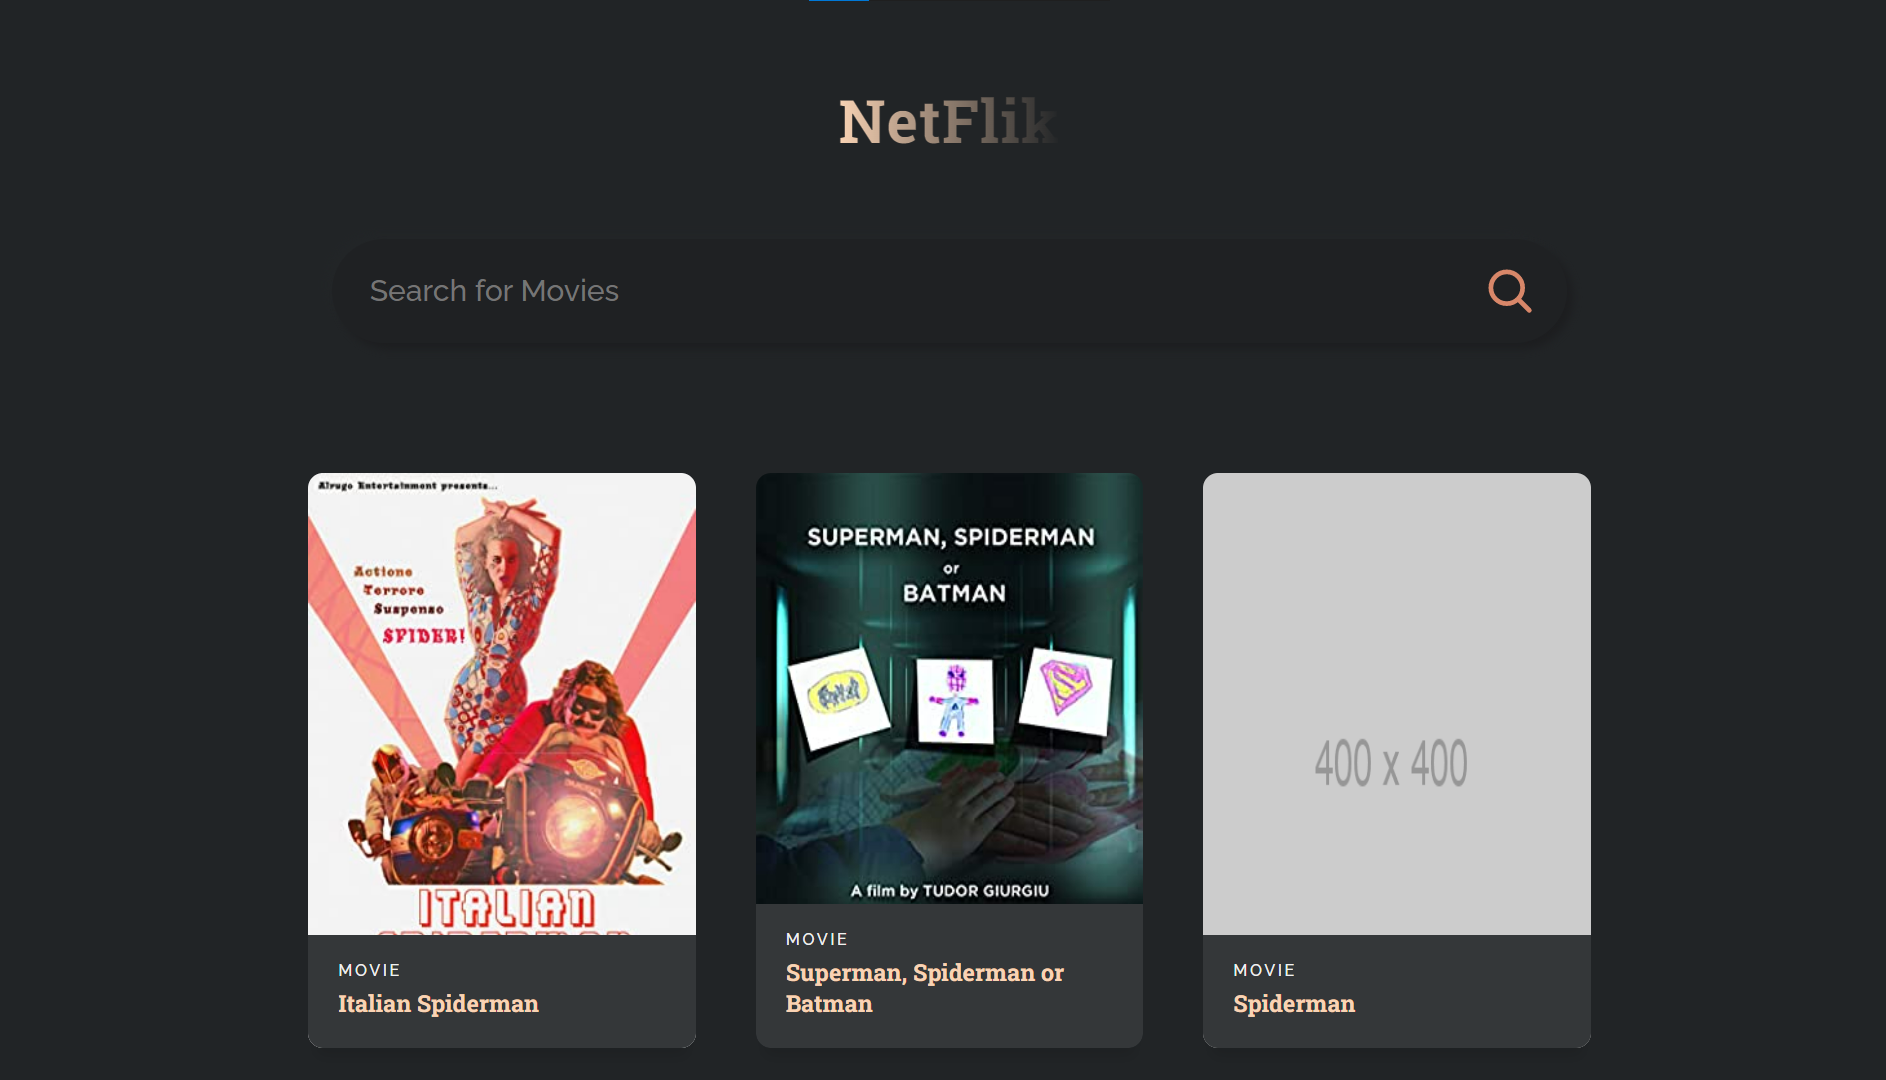 NetFlik
Search for Movies
Alrugo Entertainment presents...
Actione
Terrore
Suspenso
SPIDER!
ITALIAN
MOVIE
Italian Spiderman
SUPERMAN, SPIDERMAN
or
BATMAN
A film by TUDOR GIURGIU
MOVIE
Superman, Spiderman or
Batman
400 x 400
MOVIE
Spiderman